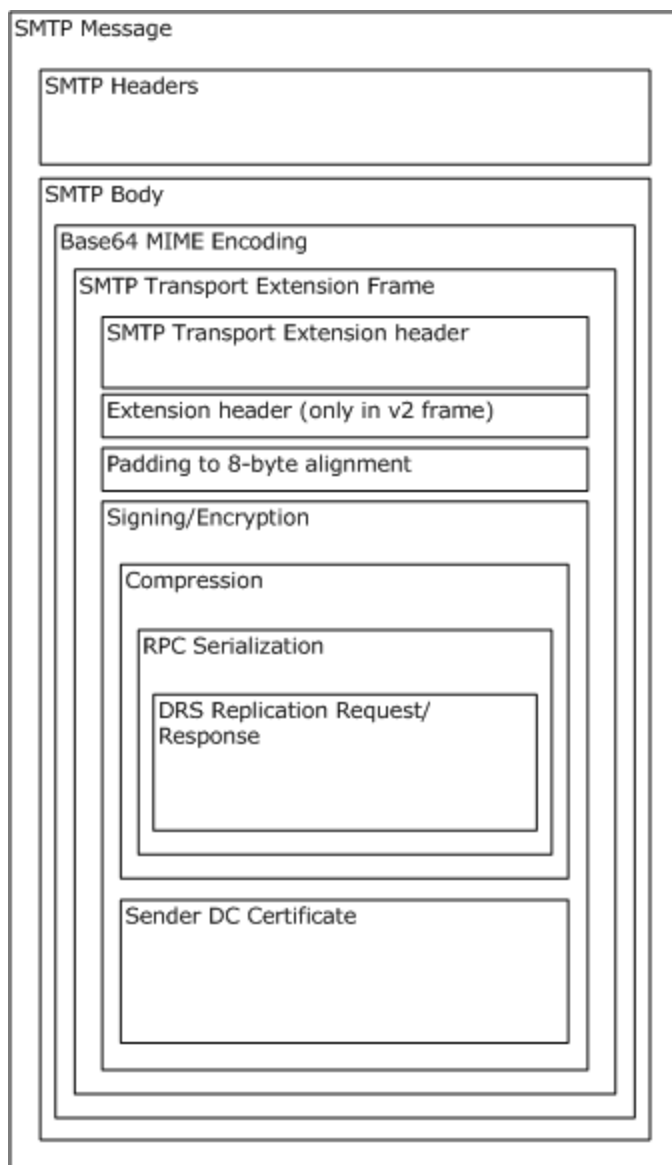 SMTP Message
SMTP Headers
SMTP Body
Base64 MIME Encoding
SMTP Transport Extension Frame
SMTP Transport Extension header
Extension header (only in v2 frame)
Padding to 8-byte alignment
Signing/Encryption
Compression
RPC Serialization
DRS Replication Request/
Response
Sender DC Certificate